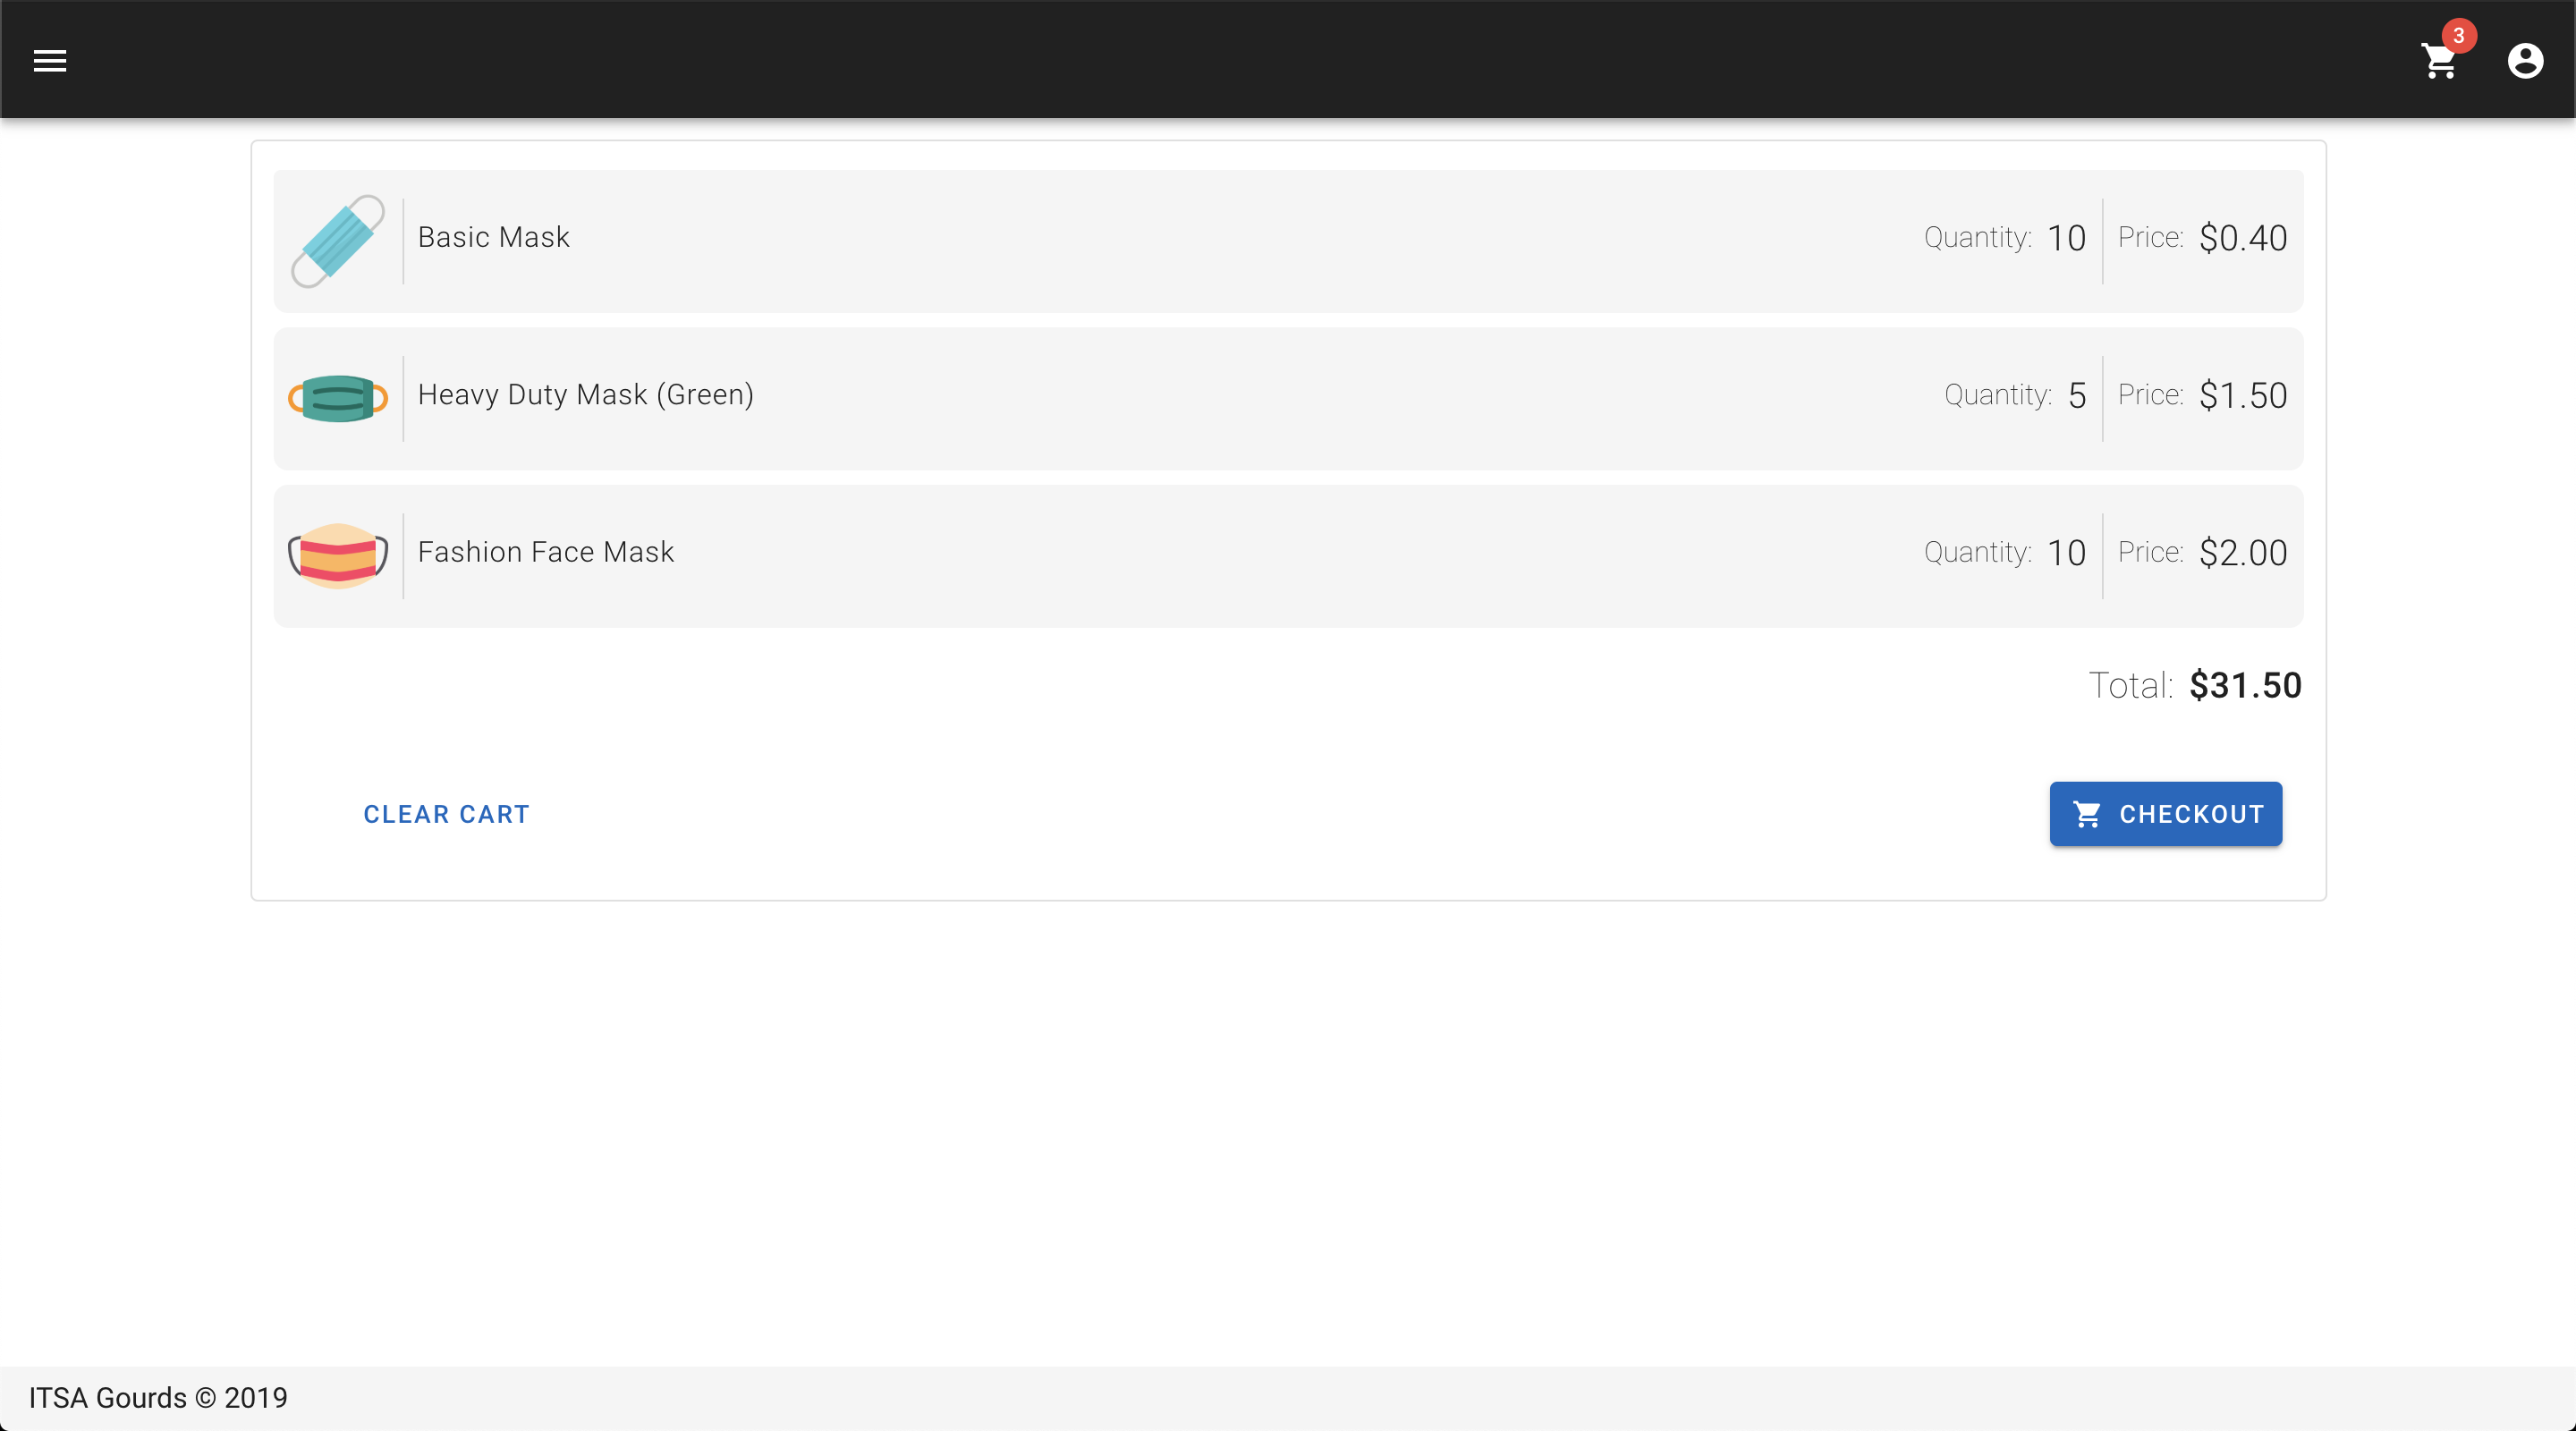 3
Basic Mask Quantity: 10 Price: $0.40
Heavy Duty Mask (Green) Quantity: 5 Price: $1.50
Fashion Face Mask Quantity: 10 Price: $2.00
Total: $31.50
CLEAR CART CHECKOUT
ITSA Gourds © 2019